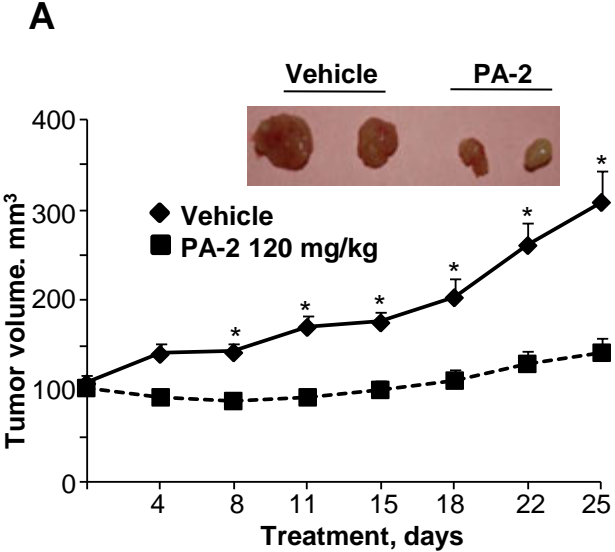 A
Vehicle PA-2
400
300
200
100
0
Tumor volume. mm³
Vehicle
PA-2 120 mg/kg
* * * * * * *
4 8 11 15 18 22 25
Treatment, days